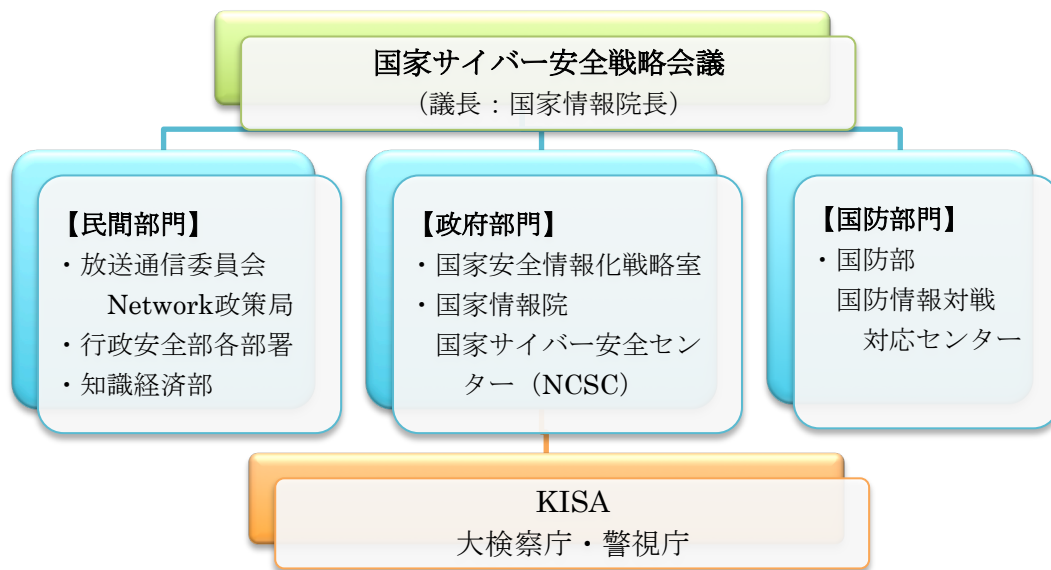 国家サイバー安全戦略会議
（議長：国家情報院長）
【民間部門】
・放送通信委員会
Network政策局
・行政安全部各部署
・知識経済部
【政府部門】
・国家安全情報化戦略室
・国家情報院
国家サイバー安全セン
ター（NCSC）
【国防部門】
・国防部
国防情報対戦
対応センター
KISA
大検察庁・警視庁